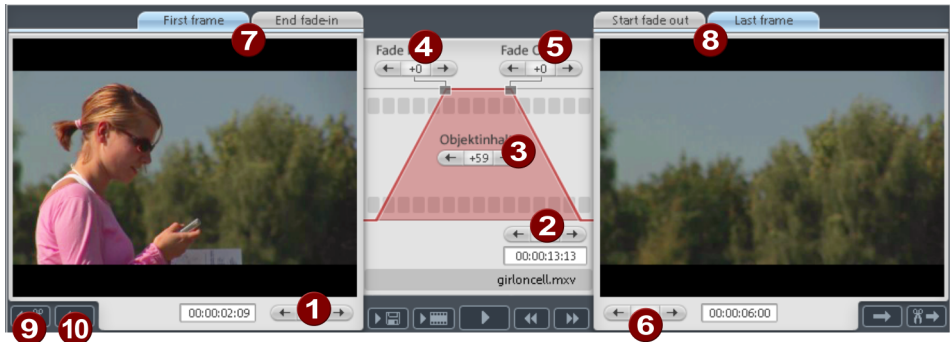 First frame
End fade-in
Start fade out
Last frame
7
8
4
5
Fade
Fade
+0
+0
Objektinhal
+59
3
2
00:00:13:13
girloncell.mxv
00:00:02:09
1
6
00:00:06:00
9
10